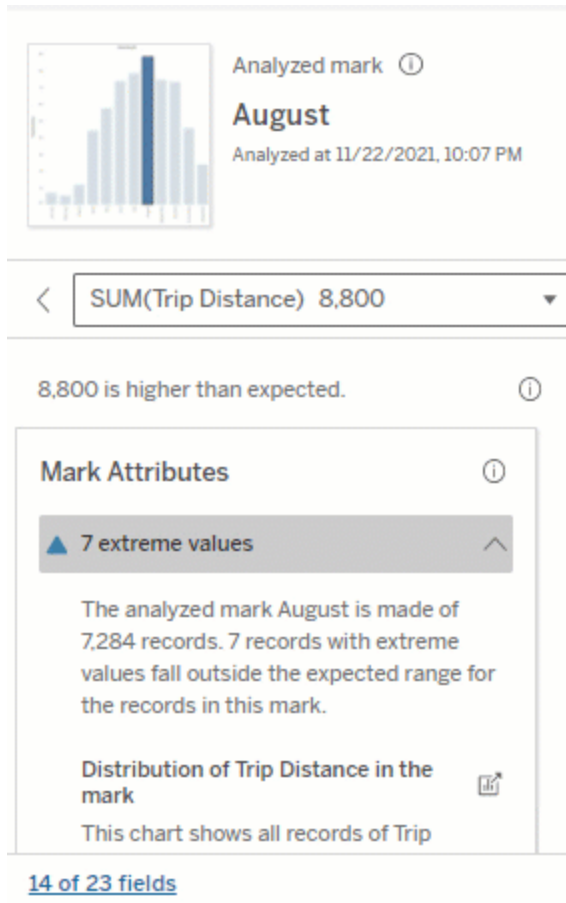 Analyzed mark
August
Analyzed at 11/22/2021, 10:07 PM
SUM(Trip Distance) 8,800
8,800 is higher than expected.
Mark Attributes
7 extreme values
The analyzed mark August is made of
7,284 records. 7 records with extreme
values fall outside the expected range for
the records in this mark.
Distribution of Trip Distance in the
mark
This chart shows all records of Trip
14 of 23 fields